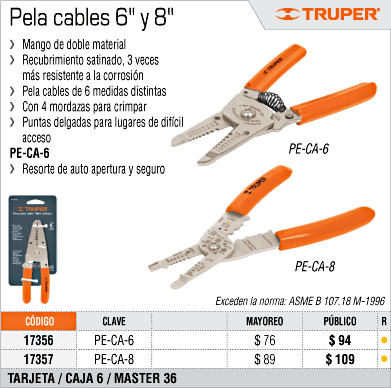 Pela cables 6" y 8"
TRUPER®
Mango de doble material
Recubrimiento satinado, 3 veces
más resistente a la corrosión
Pela cables de 6 medidas distintas
Con 4 mordazas para crimpar
Puntas delgadas para lugares de difícil
acceso
PE-CA-6
Resorte de auto apertura y seguro
TRUPER
PE-CA-6
TRUPER
PE-CA-8
Exceden la norma: ASME B 107.18 M-1996
CÓDIGO CLAVE MAYOREO PÚBLICO R
17356 PE-CA-6 $ 76 $ 94
17357 PE-CA-8 $ 89 $ 109
TARJETA / CAJA 6 / MASTER 36